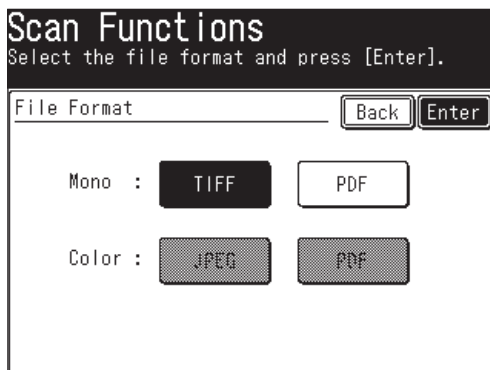 Scan Functions
Select the file format and press [Enter].
File Format Back Enter
Mono : TIFF PDF
Color : JPEG PDF